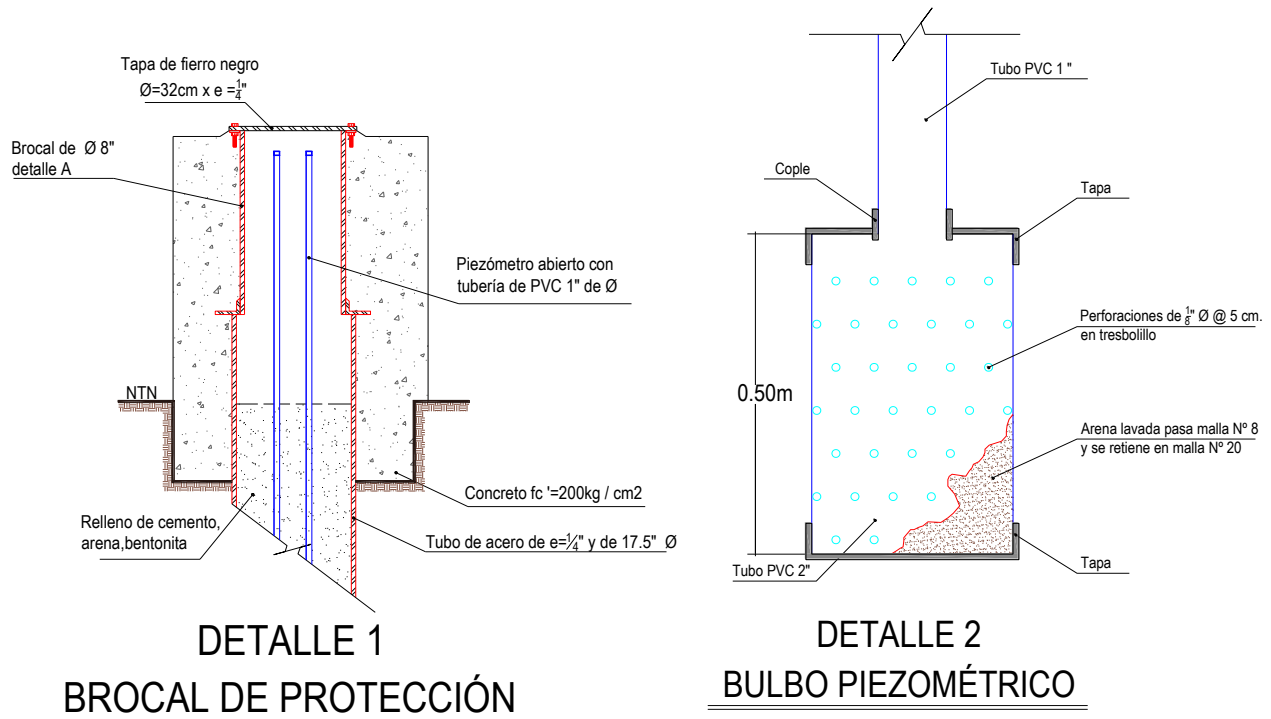 Tapa de fierro negro
Ø=32cm x e =1/4"
Brocal de Ø 8"
detalle A
Piezómetro abierto con
tubería de PVC 1" de Ø
NTN
Concreto fc '=200kg / cm2
Relleno de cemento,
arena,bentonita
Tubo de acero de e=1/4" y de 17.5" Ø
DETALLE 1
BROCAL DE PROTECCIÓN
Tubo PVC 1 "
Cople
Tapa
Perforaciones de 1/8" Ø @ 5 cm.
en tresbolillo
0.50m
Arena lavada pasa malla Nº 8
y se retiene en malla Nº 20
Tubo PVC 2"
Tapa
DETALLE 2
BULBO PIEZOMÉTRICO